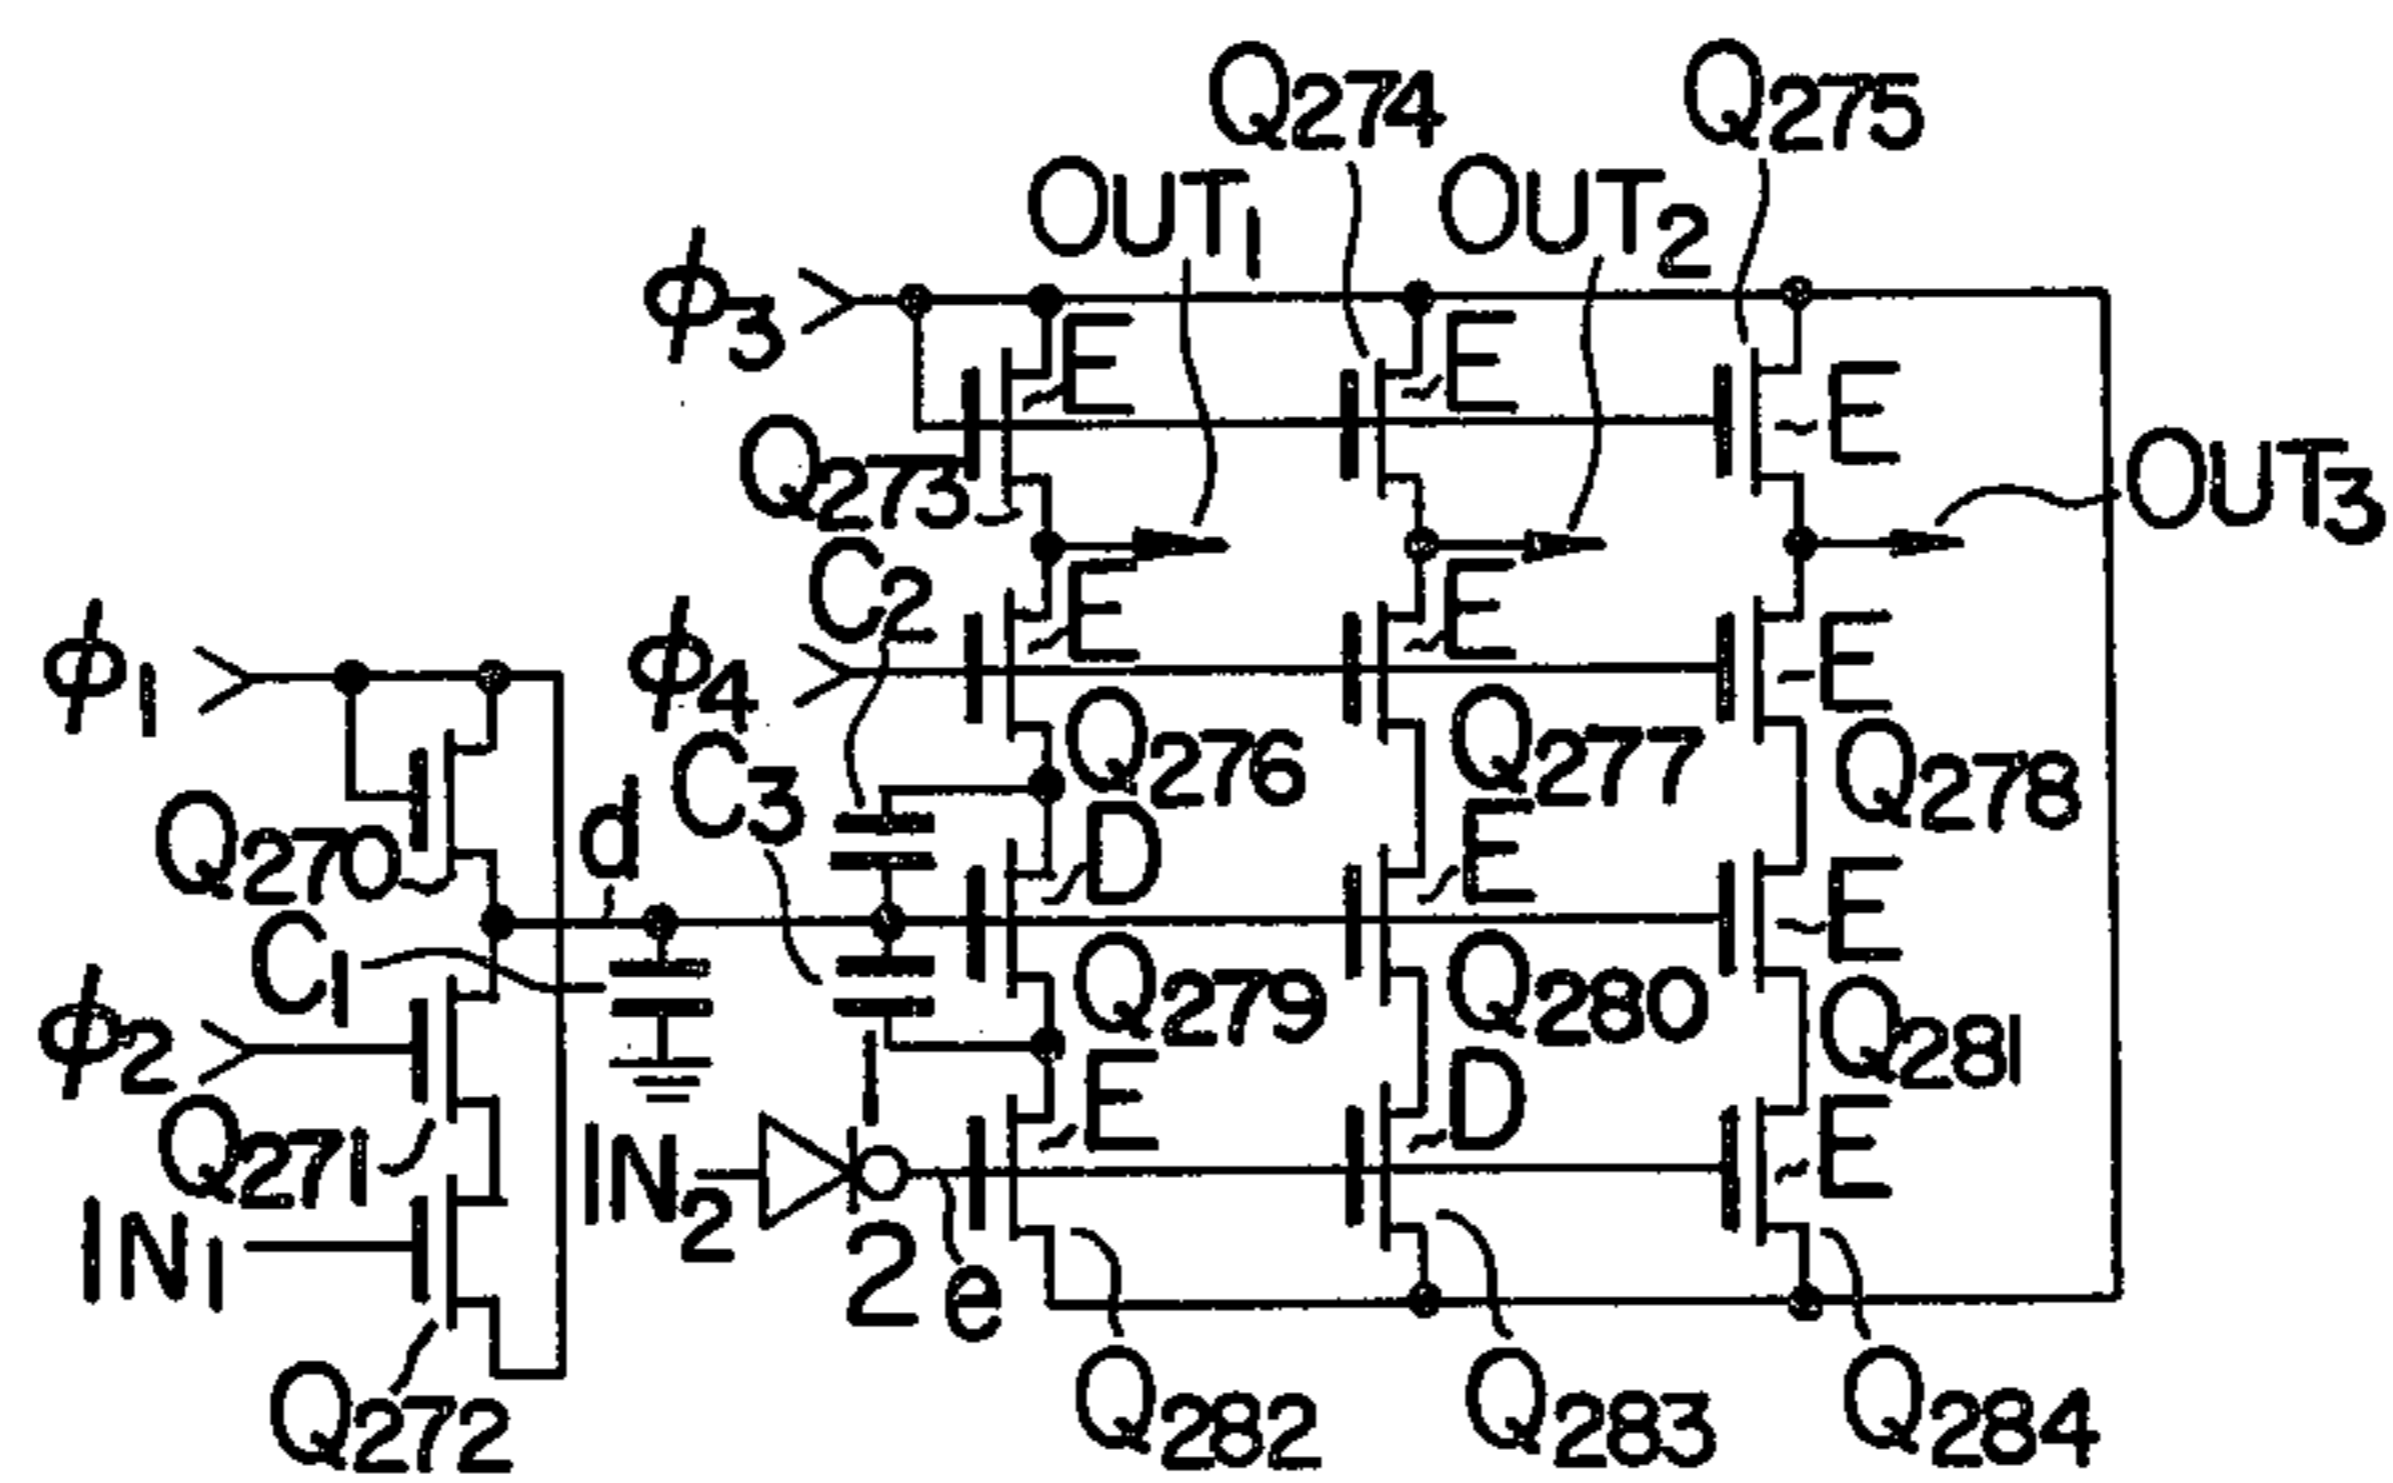 Q274 Q275
OUT1 OUT2
ϕ3
E E E
Q273 OUT3
C2 E E E
ϕ1 ϕ4
Q276 Q277 Q278
C3
Q270 d D E E
C1 Q279 Q280 Q281
ϕ2
Q271 IN2 E D E
IN1 12 e
Q272 Q282 Q283 Q284